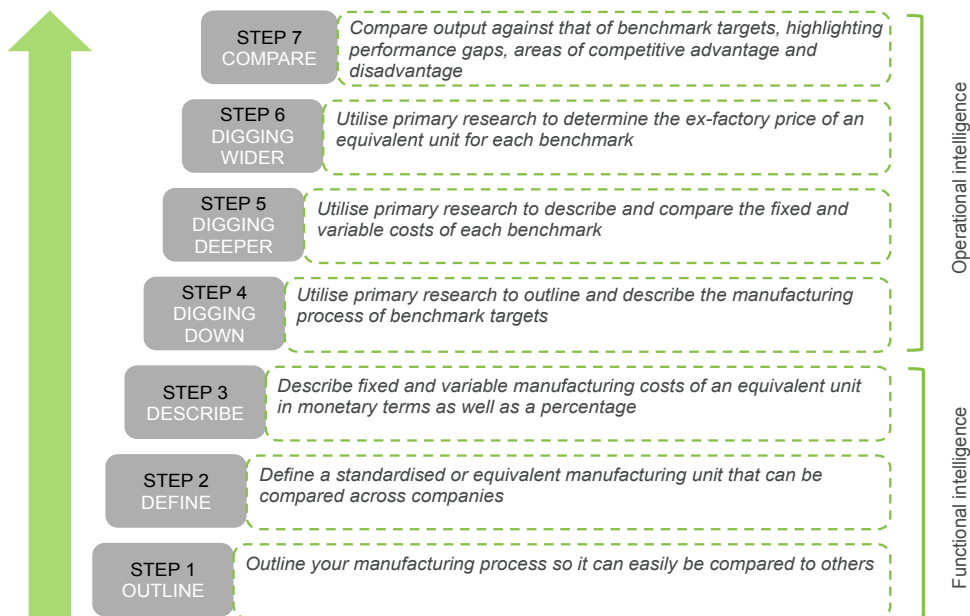 STEP 7
COMPARE
Compare output against that of benchmark targets, highlighting
performance gaps, areas of competitive advantage and
disadvantage
STEP 6
DIGGING
WIDER
Utilise primary research to determine the ex-factory price of an
equivalent unit for each benchmark
STEP 5
DIGGING
DEEPER
Utilise primary research to describe and compare the fixed and
variable costs of each benchmark
STEP 4
DIGGING
DOWN
Utilise primary research to outline and describe the manufacturing
process of benchmark targets
Operational intelligence
STEP 3
DESCRIBE
Describe fixed and variable manufacturing costs of an equivalent unit
in monetary terms as well as a percentage
STEP 2
DEFINE
Define a standardised or equivalent manufacturing unit that can be
compared across companies
STEP 1
OUTLINE
Outline your manufacturing process so it can easily be compared to others
Functional intelligence